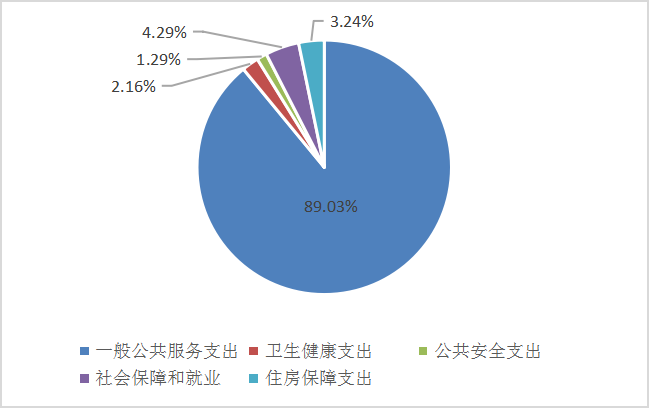 3.24%
4.29%
1.29%
2.16%
89.03%
一般公共服务支出 卫生健康支出 公共安全支出
社会保障和就业 住房保障支出